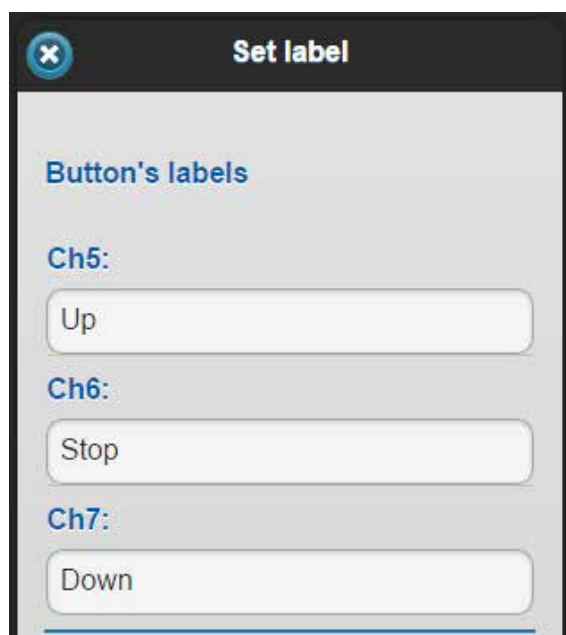 Set label
Button's labels
Ch5:
Up
Ch6:
Stop
Ch7:
Down